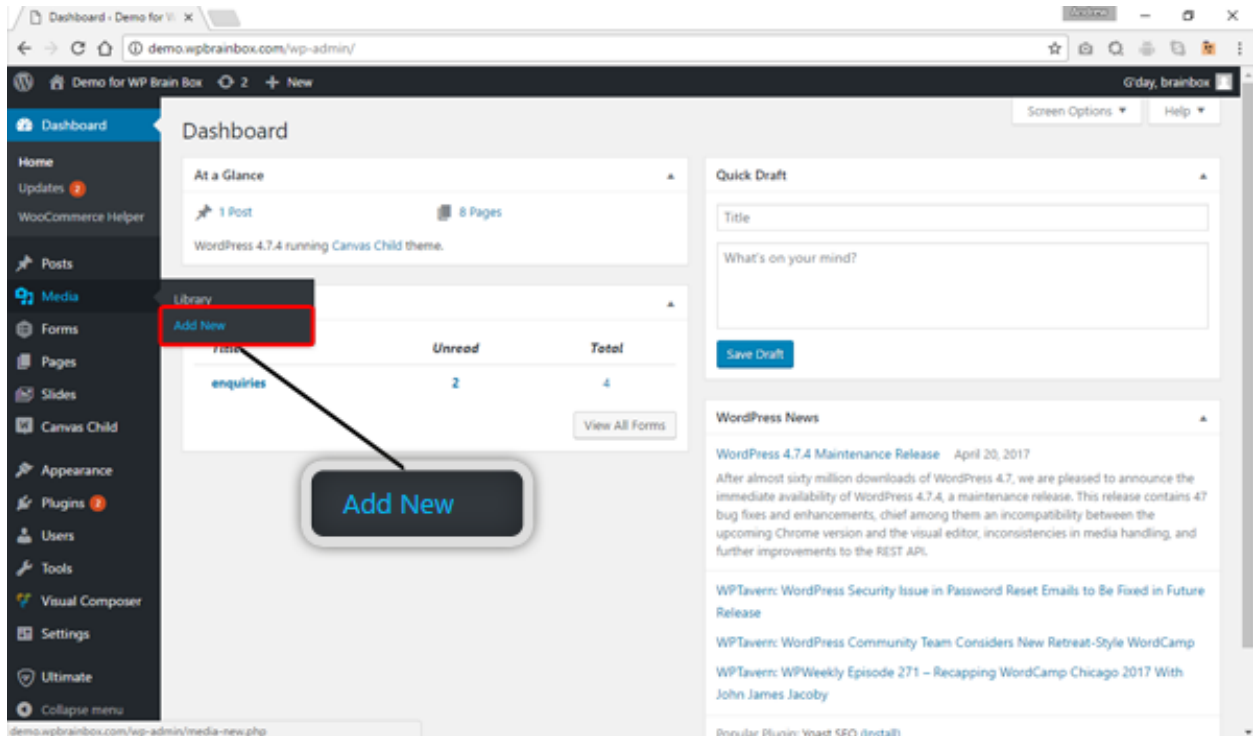 Dashboard ‹ Demo for W
Andrew
demo.wpbrainbox.com/wp-admin/
Demo for WP Brain Box 2 + New
G'day, brainbox
Screen Options Help
Dashboard
Home
Updates 2
WooCommerce Helper
Posts
Media
Forms
Pages
Slides
Canvas Child
Appearance
Plugins 2
Users
Tools
Visual Composer
Settings
Ultimate
Collapse menu
Library
Add New
Dashboard
At a Glance
1 Post 8 Pages
WordPress 4.7.4 running Canvas Child theme.
Title Unread Total
enquiries 2 4
View All Forms
Add New
Quick Draft
Title
What's on your mind?
Save Draft
WordPress News
WordPress 4.7.4 Maintenance Release April 20, 2017
After almost sixty million downloads of WordPress 4.7, we are pleased to announce the
immediate availability of WordPress 4.7.4, a maintenance release. This release contains 47
bug fixes and enhancements, chief among them an incompatibility between the
upcoming Chrome version and the visual editor, inconsistencies in media handling, and
further improvements to the REST API.
WPTavern: WordPress Security Issue in Password Reset Emails to Be Fixed in Future
Release
WPTavern: WordPress Community Team Considers New Retreat-Style WordCamp
WPTavern: WPWeekly Episode 271 – Recapping WordCamp Chicago 2017 With
John James Jacoby
Popular Plugin: Yoast SEO (Install)
demo.wpbrainbox.com/wp-admin/media-new.php